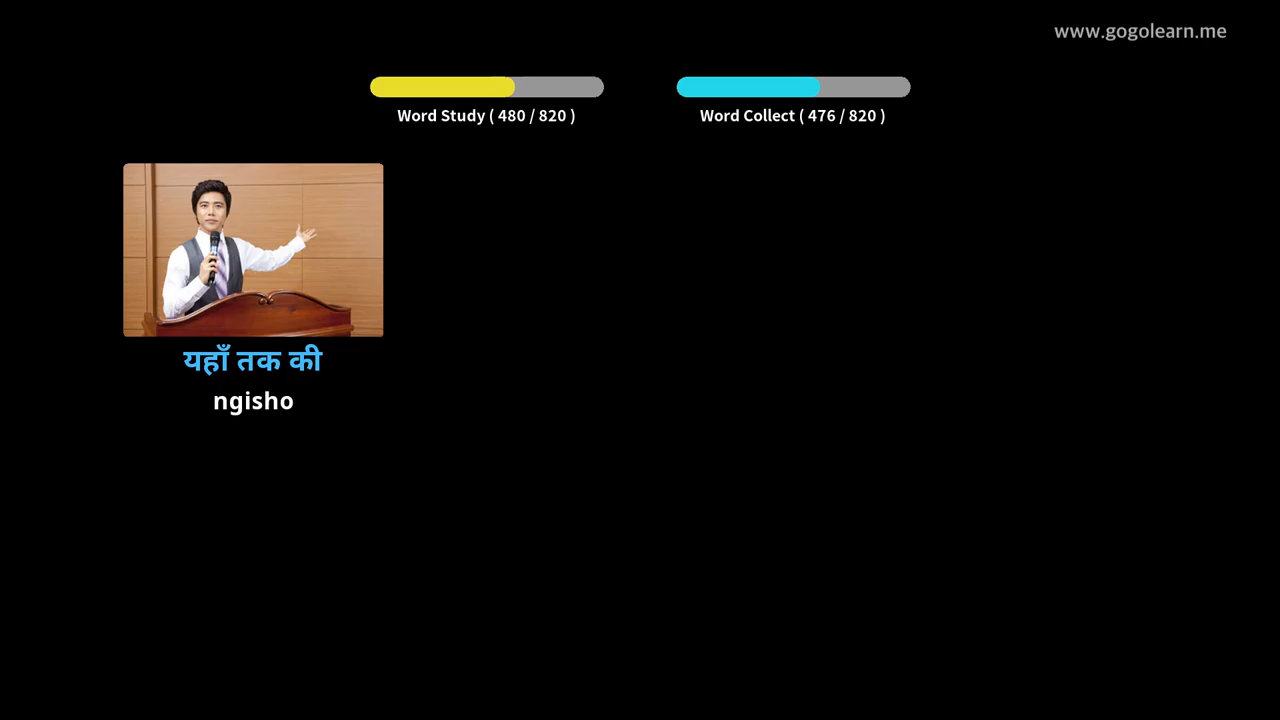 www.gogolearn.me
Word Study ( 480 / 820 )
Word Collect ( 476 / 820 )
यहाँ तक की
ngisho